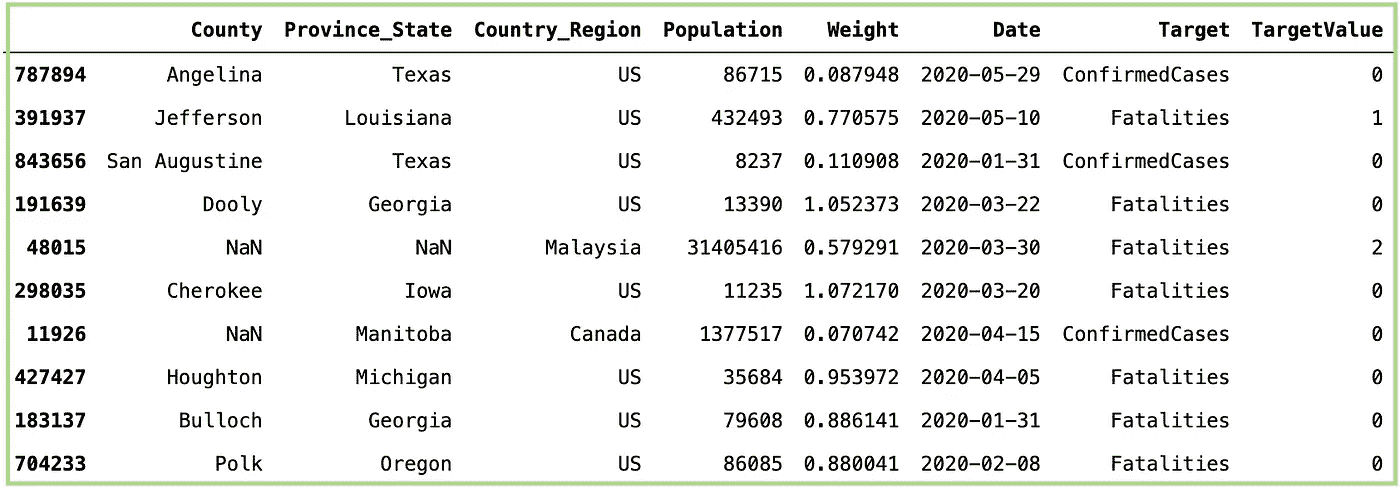 County Province_State Country_Region Population Weight Date Target TargetValue
787894 Angelina Texas US 86715 0.087948 2020-05-29 ConfirmedCases 0
391937 Jefferson Louisiana US 432493 0.770575 2020-05-10 Fatalities 1
843656 San Augustine Texas US 8237 0.110908 2020-01-31 ConfirmedCases 0
191639 Dooly Georgia US 13390 1.052373 2020-03-22 Fatalities 0
48015 NaN NaN Malaysia 31405416 0.579291 2020-03-30 Fatalities 2
298035 Cherokee Iowa US 11235 1.072170 2020-03-20 Fatalities 0
11926 NaN Manitoba Canada 1377517 0.070742 2020-04-15 ConfirmedCases 0
427427 Houghton Michigan US 35684 0.953972 2020-04-05 Fatalities 0
183137 Bulloch Georgia US 79608 0.886141 2020-01-31 Fatalities 0
704233 Polk Oregon US 86085 0.880041 2020-02-08 Fatalities 0